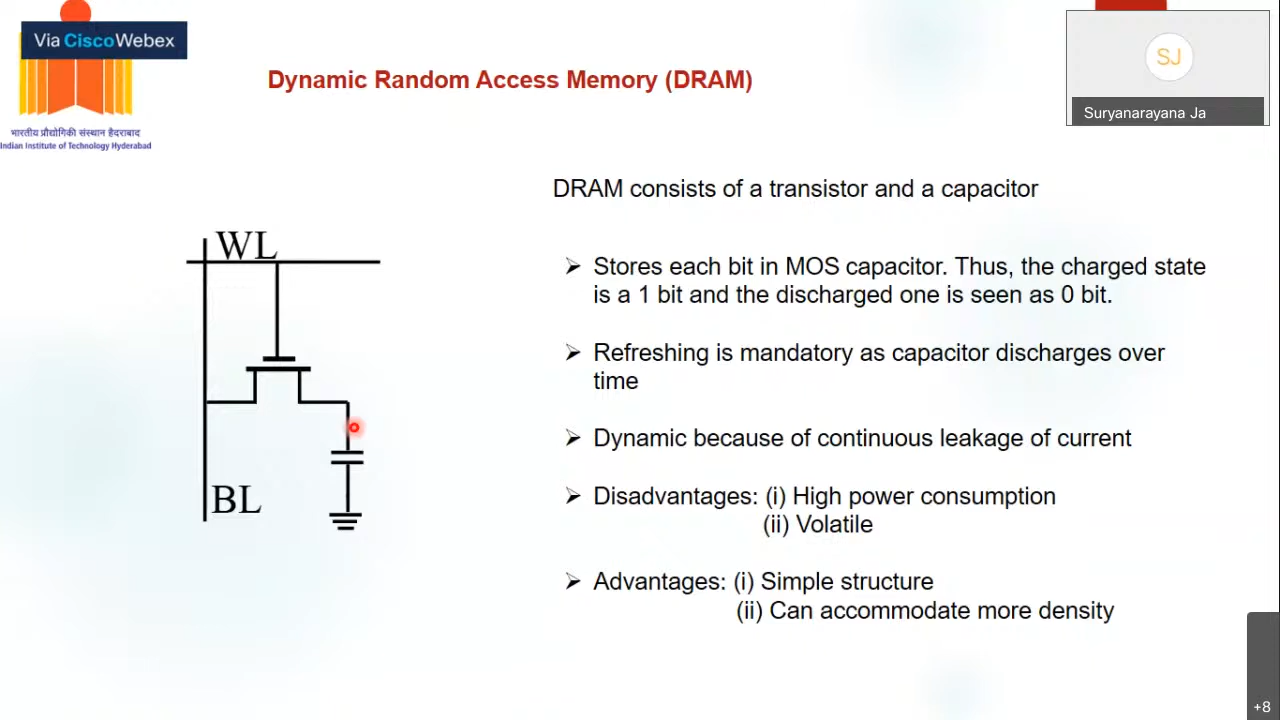 Via CiscoWebex
भारतीय प्रौद्योगिकी संस्थान हैदराबाद
Indian Institute of Technology Hyderabad
Dynamic Random Access Memory (DRAM)
SJ
Suryanarayana Ja
DRAM consists of a transistor and a capacitor
WL
BL
➢ Stores each bit in MOS capacitor. Thus, the charged state
is a 1 bit and the discharged one is seen as 0 bit.
➢ Refreshing is mandatory as capacitor discharges over
time
➢ Dynamic because of continuous leakage of current
➢ Disadvantages: (i) High power consumption
(ii) Volatile
➢ Advantages: (i) Simple structure
(ii) Can accommodate more density
+8